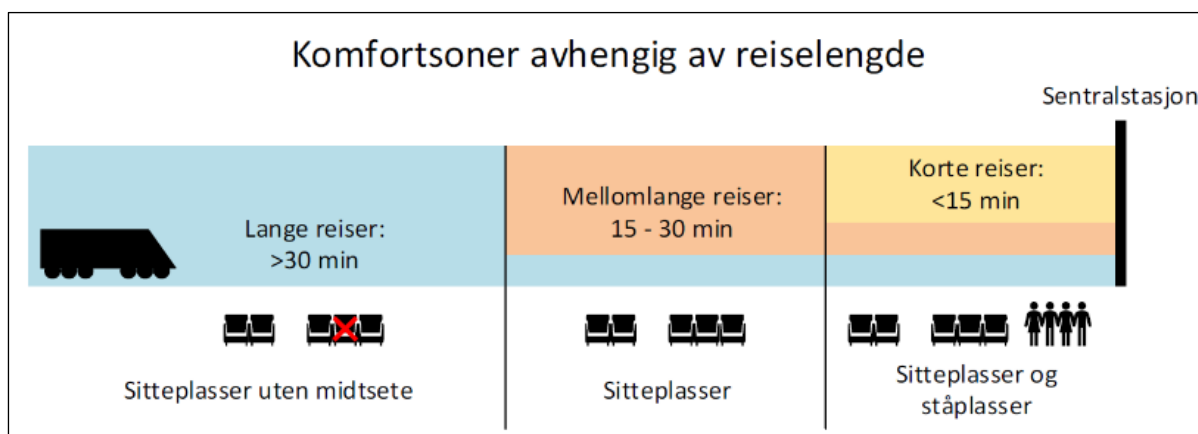 Komfortsoner avhengig av reiselengde
Sentralstasjon
Lange reiser:
>30 min
Mellomlange reiser:
15 - 30 min
Korte reiser:
<15 min
Sitteplasser uten midtsete
Sitteplasser
Sitteplasser og
ståplasser